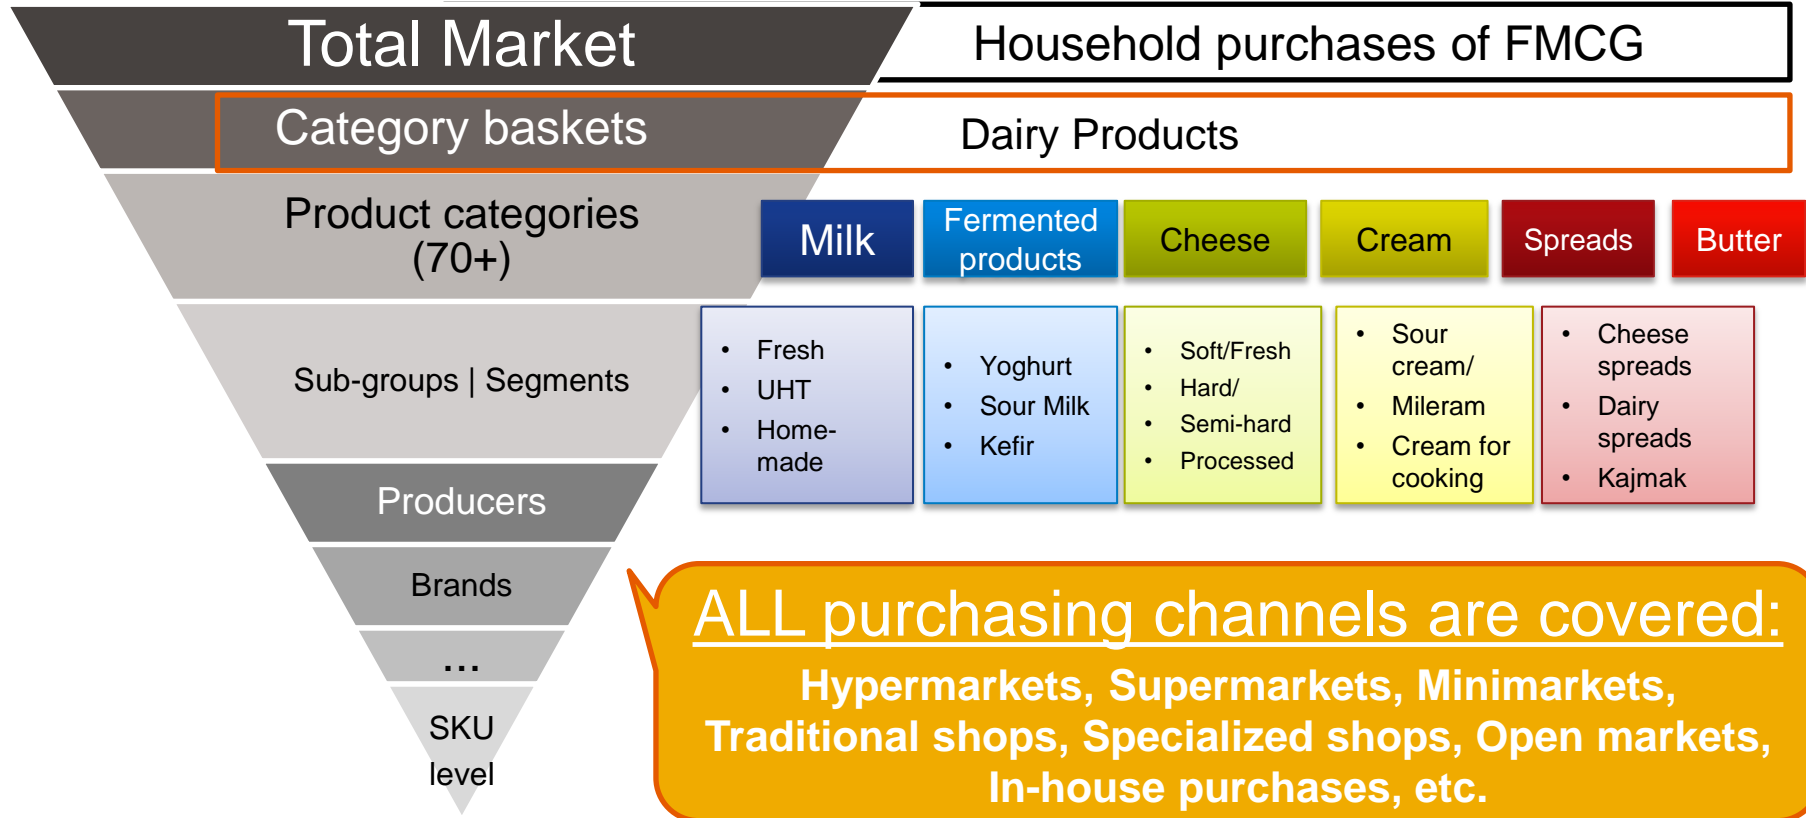 Total Market
Household purchases of FMCG
Category baskets
Dairy Products
Product categories
(70+)
Milk
Fermented
products
Cheese
Cream
Spreads
Butter
Sub-groups | Segments
• Fresh
• UHT
• Home-
made
• Yoghurt
• Sour Milk
• Kefir
• Soft/Fresh
• Hard/
• Semi-hard
• Processed
• Sour
cream/
• Mileram
• Cream for
cooking
• Cheese
spreads
• Dairy
spreads
• Kajmak
Producers
Brands
...
SKU
level
ALL purchasing channels are covered:
Hypermarkets, Supermarkets, Minimarkets,
Traditional shops, Specialized shops, Open markets,
In-house purchases, etc.